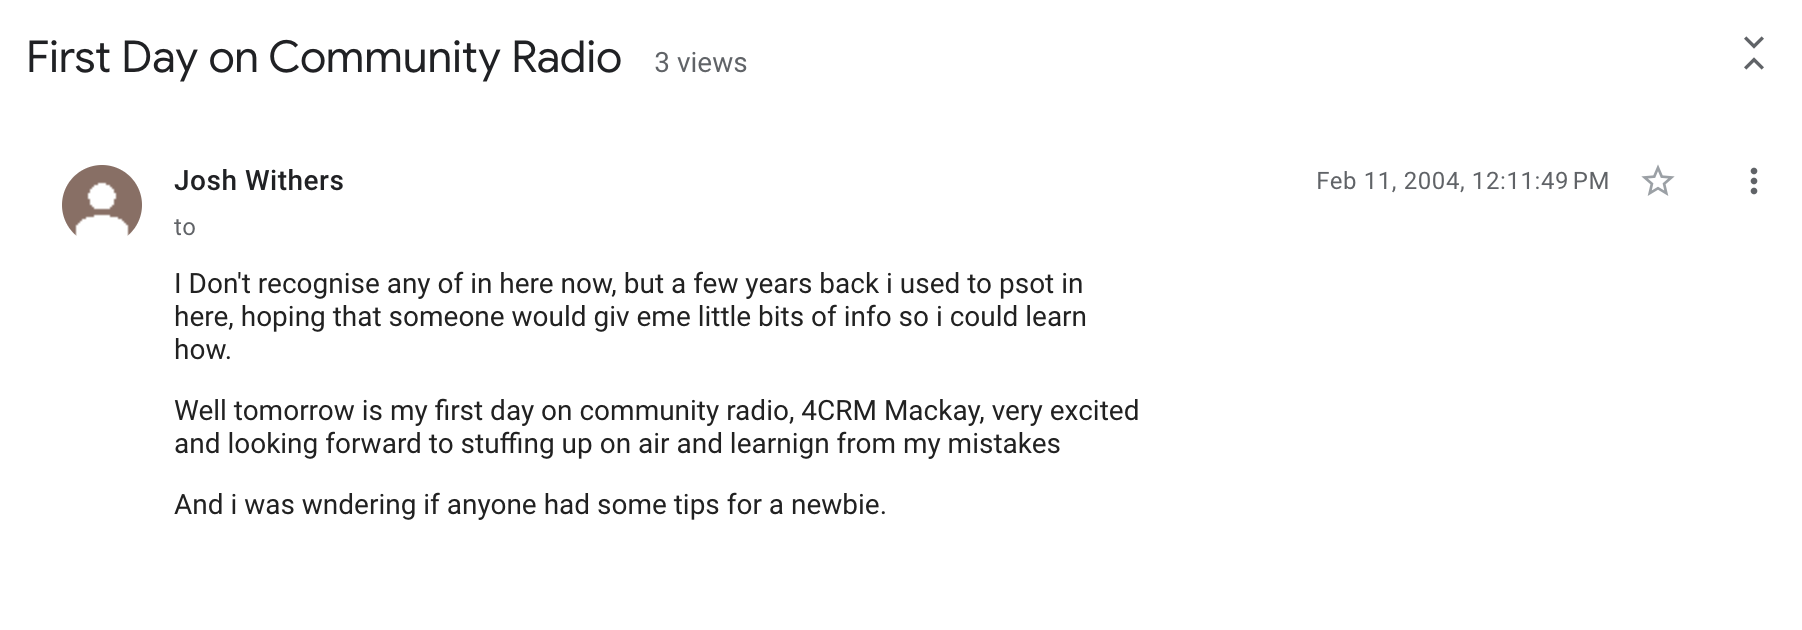 First Day on Community Radio 3 views
Josh Withers Feb 11, 2004, 12:11:49 PM
to
I Don't recognise any of in here now, but a few years back i used to psot in
here, hoping that someone would giv eme little bits of info so i could learn
how.
Well tomorrow is my first day on community radio, 4CRM Mackay, very excited
and looking forward to stuffing up on air and learnign from my mistakes
And i was wndering if anyone had some tips for a newbie.